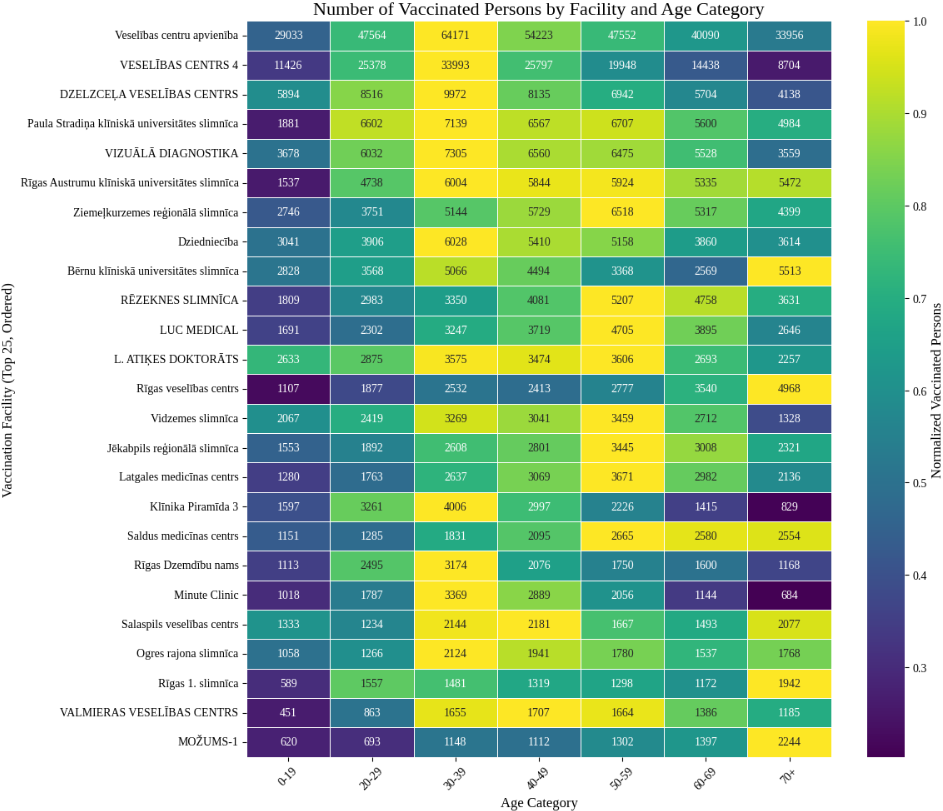 Number of Vaccinated Persons by Facility and Age Category
Vaccination Facility (Top 25, Ordered)
Veselības centru apvienība 29033 47564 64171 54223 47552 40090 33956
VESELĪBAS CENTRS 4 11426 25378 33993 25797 19948 14438 8704
DZELZCEĻA VESELĪBAS CENTRS 5894 8516 9972 8135 6942 5704 4138
Paula Stradiņa klīniskā universitātes slimnīca 1881 6602 7139 6567 6707 5600 4984
VIZUĀLĀ DIAGNOSTIKA 3678 6032 7305 6560 6475 5528 3559
Rīgas Austrumu klīniskā universitātes slimnīca 1537 4738 6004 5844 5924 5335 5472
Ziemeļkurzemes reģionālā slimnīca 2746 3751 5144 5729 6518 5317 4399
Dziedniecība 3041 3906 6028 5410 5158 3860 3614
Bērnu klīniskā universitātes slimnīca 2828 3568 5066 4494 3368 2569 5513
RĒZEKNES SLIMNĪCA 1809 2983 3350 4081 5207 4758 3631
LUC MEDICAL 1691 2302 3247 3719 4705 3895 2646
L. ATIĶES DOKTORĀTS 2633 2875 3575 3474 3606 2693 2257
Rīgas veselības centrs 1107 1877 2532 2413 2777 3540 4968
Vidzemes slimnīca 2067 2419 3269 3041 3459 2712 1328
Jēkabpils reģionālā slimnīca 1553 1892 2608 2801 3445 3008 2321
Latgales medicīnas centrs 1280 1763 2637 3069 3671 2982 2136
Klīnika Piramīda 3 1597 3261 4006 2997 2226 1415 829
Saldus medicīnas centrs 1151 1285 1831 2095 2665 2580 2554
Rīgas Dzemdību nams 1113 2495 3174 2076 1750 1600 1168
Minute Clinic 1018 1787 3369 2889 2056 1144 684
Salaspils veselības centrs 1333 1234 2144 2181 1667 1493 2077
Ogres rajona slimnīca 1058 1266 2124 1941 1780 1537 1768
Rīgas 1. slimnīca 589 1557 1481 1319 1298 1172 1942
VALMIERAS VESELĪBAS CENTRS 451 863 1655 1707 1664 1386 1185
MOŽUMS-1 620 693 1148 1112 1302 1397 2244
0-19 20-29 30-39 40-49 50-59 60-69 70+
Age Category
1.0
0.9
0.8
0.7
0.6
0.5
0.4
0.3
Normalized Vaccinated Persons